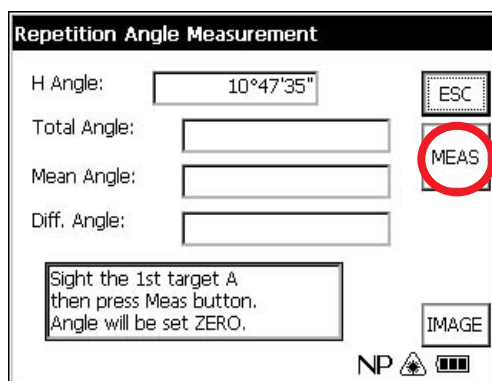 Repetition Angle Measurement
H Angle: 10°47'35"
ESC
Total Angle:
MEAS
Mean Angle:
Diff. Angle:
Sight the 1st target A
then press Meas button.
Angle will be set ZERO.
IMAGE
NP